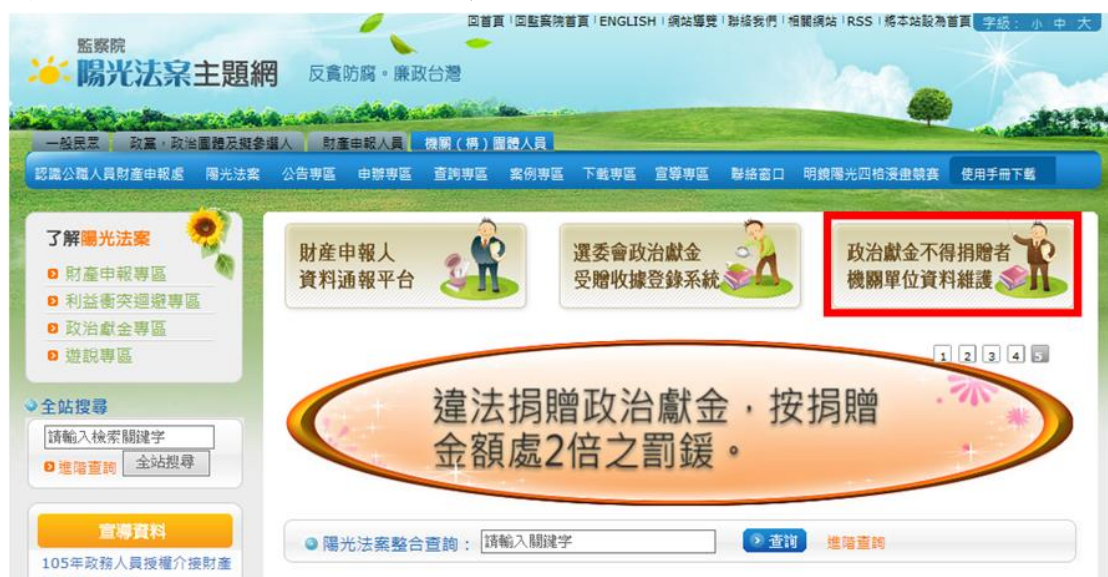 回首頁 | 回監察院首頁 | ENGLISH | 網站導覽 | 聯絡我們 | 相關網站 | RSS | 將本站設為首頁 字級： 小 中 大
監察院
陽光法案主題網 反貪防腐。廉政台灣
一般民眾 政黨，政治團體及擬參選人 財產申報人員 機關（構）團體人員
認識公職人員財產申報處 陽光法案 公告專區 申辦專區 查詢專區 案例專區 下載專區 宣導專區 聯絡窗口 明鏡陽光四格漫畫競賽 使用手冊下載
了解陽光法案
財產申報專區
利益衝突迴避專區
政治獻金專區
遊說專區
財產申報人
資料通報平台
選委會政治獻金
受贈收據登錄系統
政治獻金不得捐贈者
機關單位資料維護
1 2 3 4 5
違法捐贈政治獻金，按捐贈
金額處2倍之罰鍰。
全站搜尋
請輸入檢索關鍵字
進階查詢 全站搜尋
宣導資料
105年政務人員授權介接財產
陽光法案整合查詢： 請輸入關鍵字 查詢 進階查詢